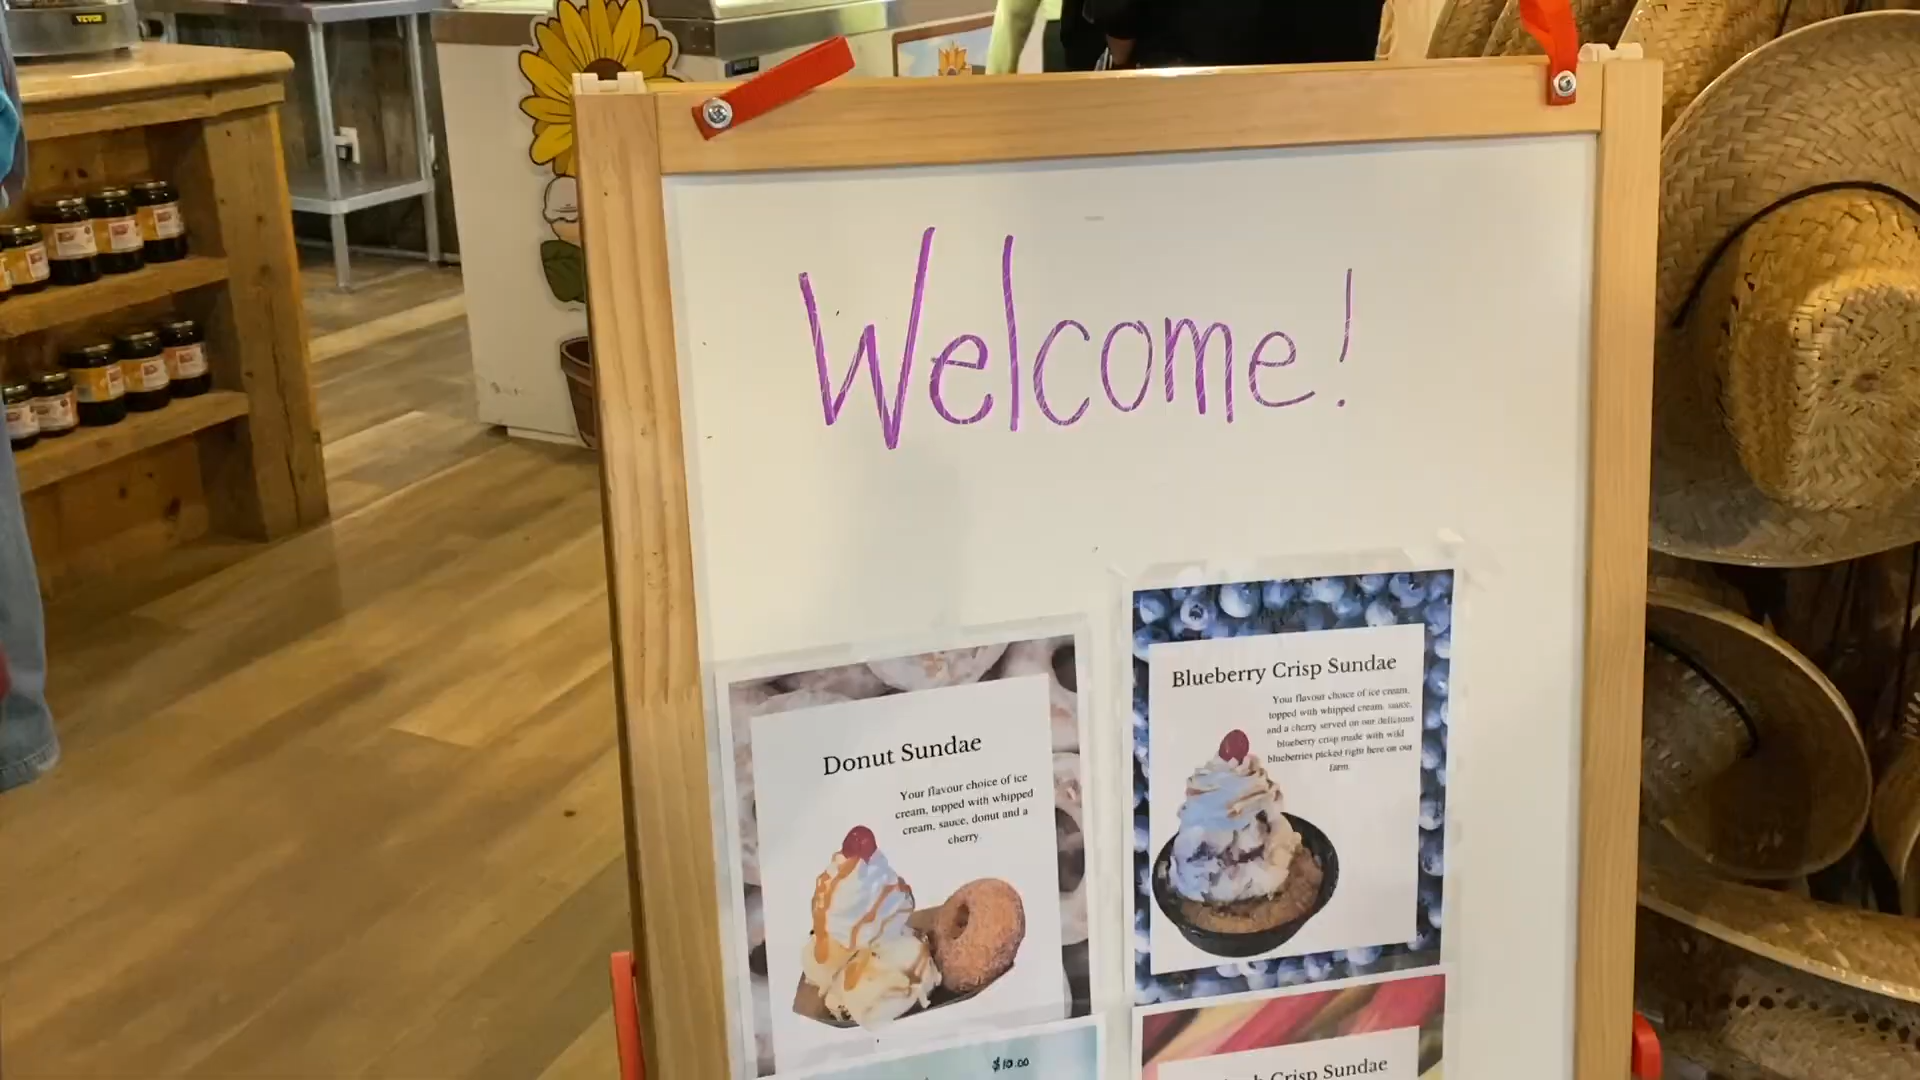 VEVOR
Welcome!
Donut Sundae
Your flavour choice of ice
cream, topped with whipped
cream, sauce, donut and a
cherry.
Blueberry Crisp Sundae
Your flavour choice of ice cream,
topped with whipped cream, sauce,
and a cherry served on our delicious
blueberry crisp made with wild
blueberries picked right here on our
farm.
$10.00
Crisp Sundae